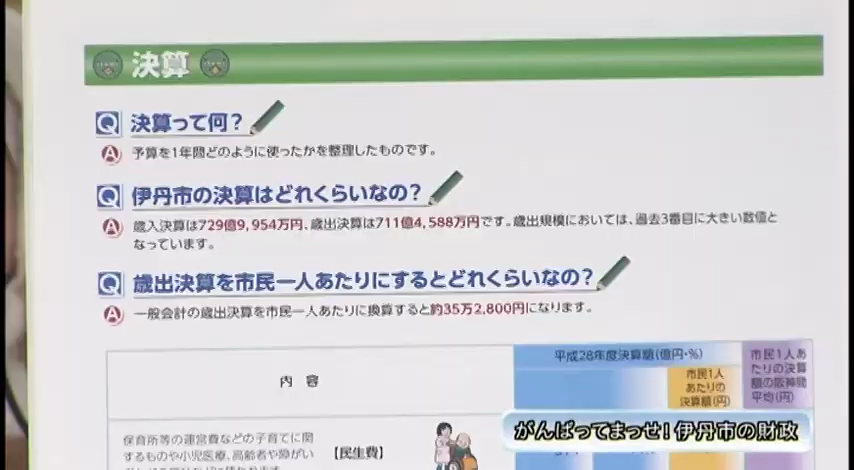 決算
Q 決算って何？
A 予算を1年間どのように使ったかを整理したものです。
Q 伊丹市の決算はどれくらいなの？
A 歳入決算は729億9,954万円、歳出決算は711億4,588万円です。歳出規模においては、過去3番目に大きい数値と
なっています。
Q 歳出決算を市民一人あたりにするとどれくらいなの？
A 一般会計の歳出決算を市民一人あたりに換算すると約35万2,800円になります。
内 容
平成28年度決算額(億円・%)
市民1人
あたりの
決算額(円)
市民1人あ
たりの決算
額の阪神間
平均(円)
保育所等の運営費などの子育てに関
するものや小児医療、高齢者や障がい
【民生費】
がんばってまっせ！伊丹市の財政